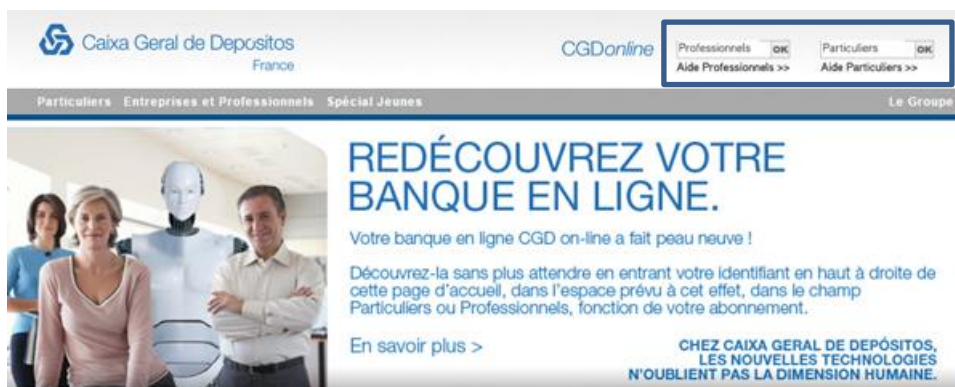 Caixa Geral de Depositos
France
CGDonline
Professionnels OK
Particuliers OK
Aide Professionnels >>
Aide Particuliers >>
Particuliers Entreprises et Professionnels Spécial Jeunes Le Groupe
REDÉCOUVREZ VOTRE
BANQUE EN LIGNE.
Votre banque en ligne CGD on-line a fait peau neuve !
Découvrez-la sans plus attendre en entrant votre identifiant en haut à droite de
cette page d'accueil, dans l'espace prévu à cet effet, dans le champ
Particuliers ou Professionnels, fonction de votre abonnement.
En savoir plus >
CHEZ CAIXA GERAL DE DEPÓSITOS,
LES NOUVELLES TECHNOLOGIES
N'OUBLIENT PAS LA DIMENSION HUMAINE.